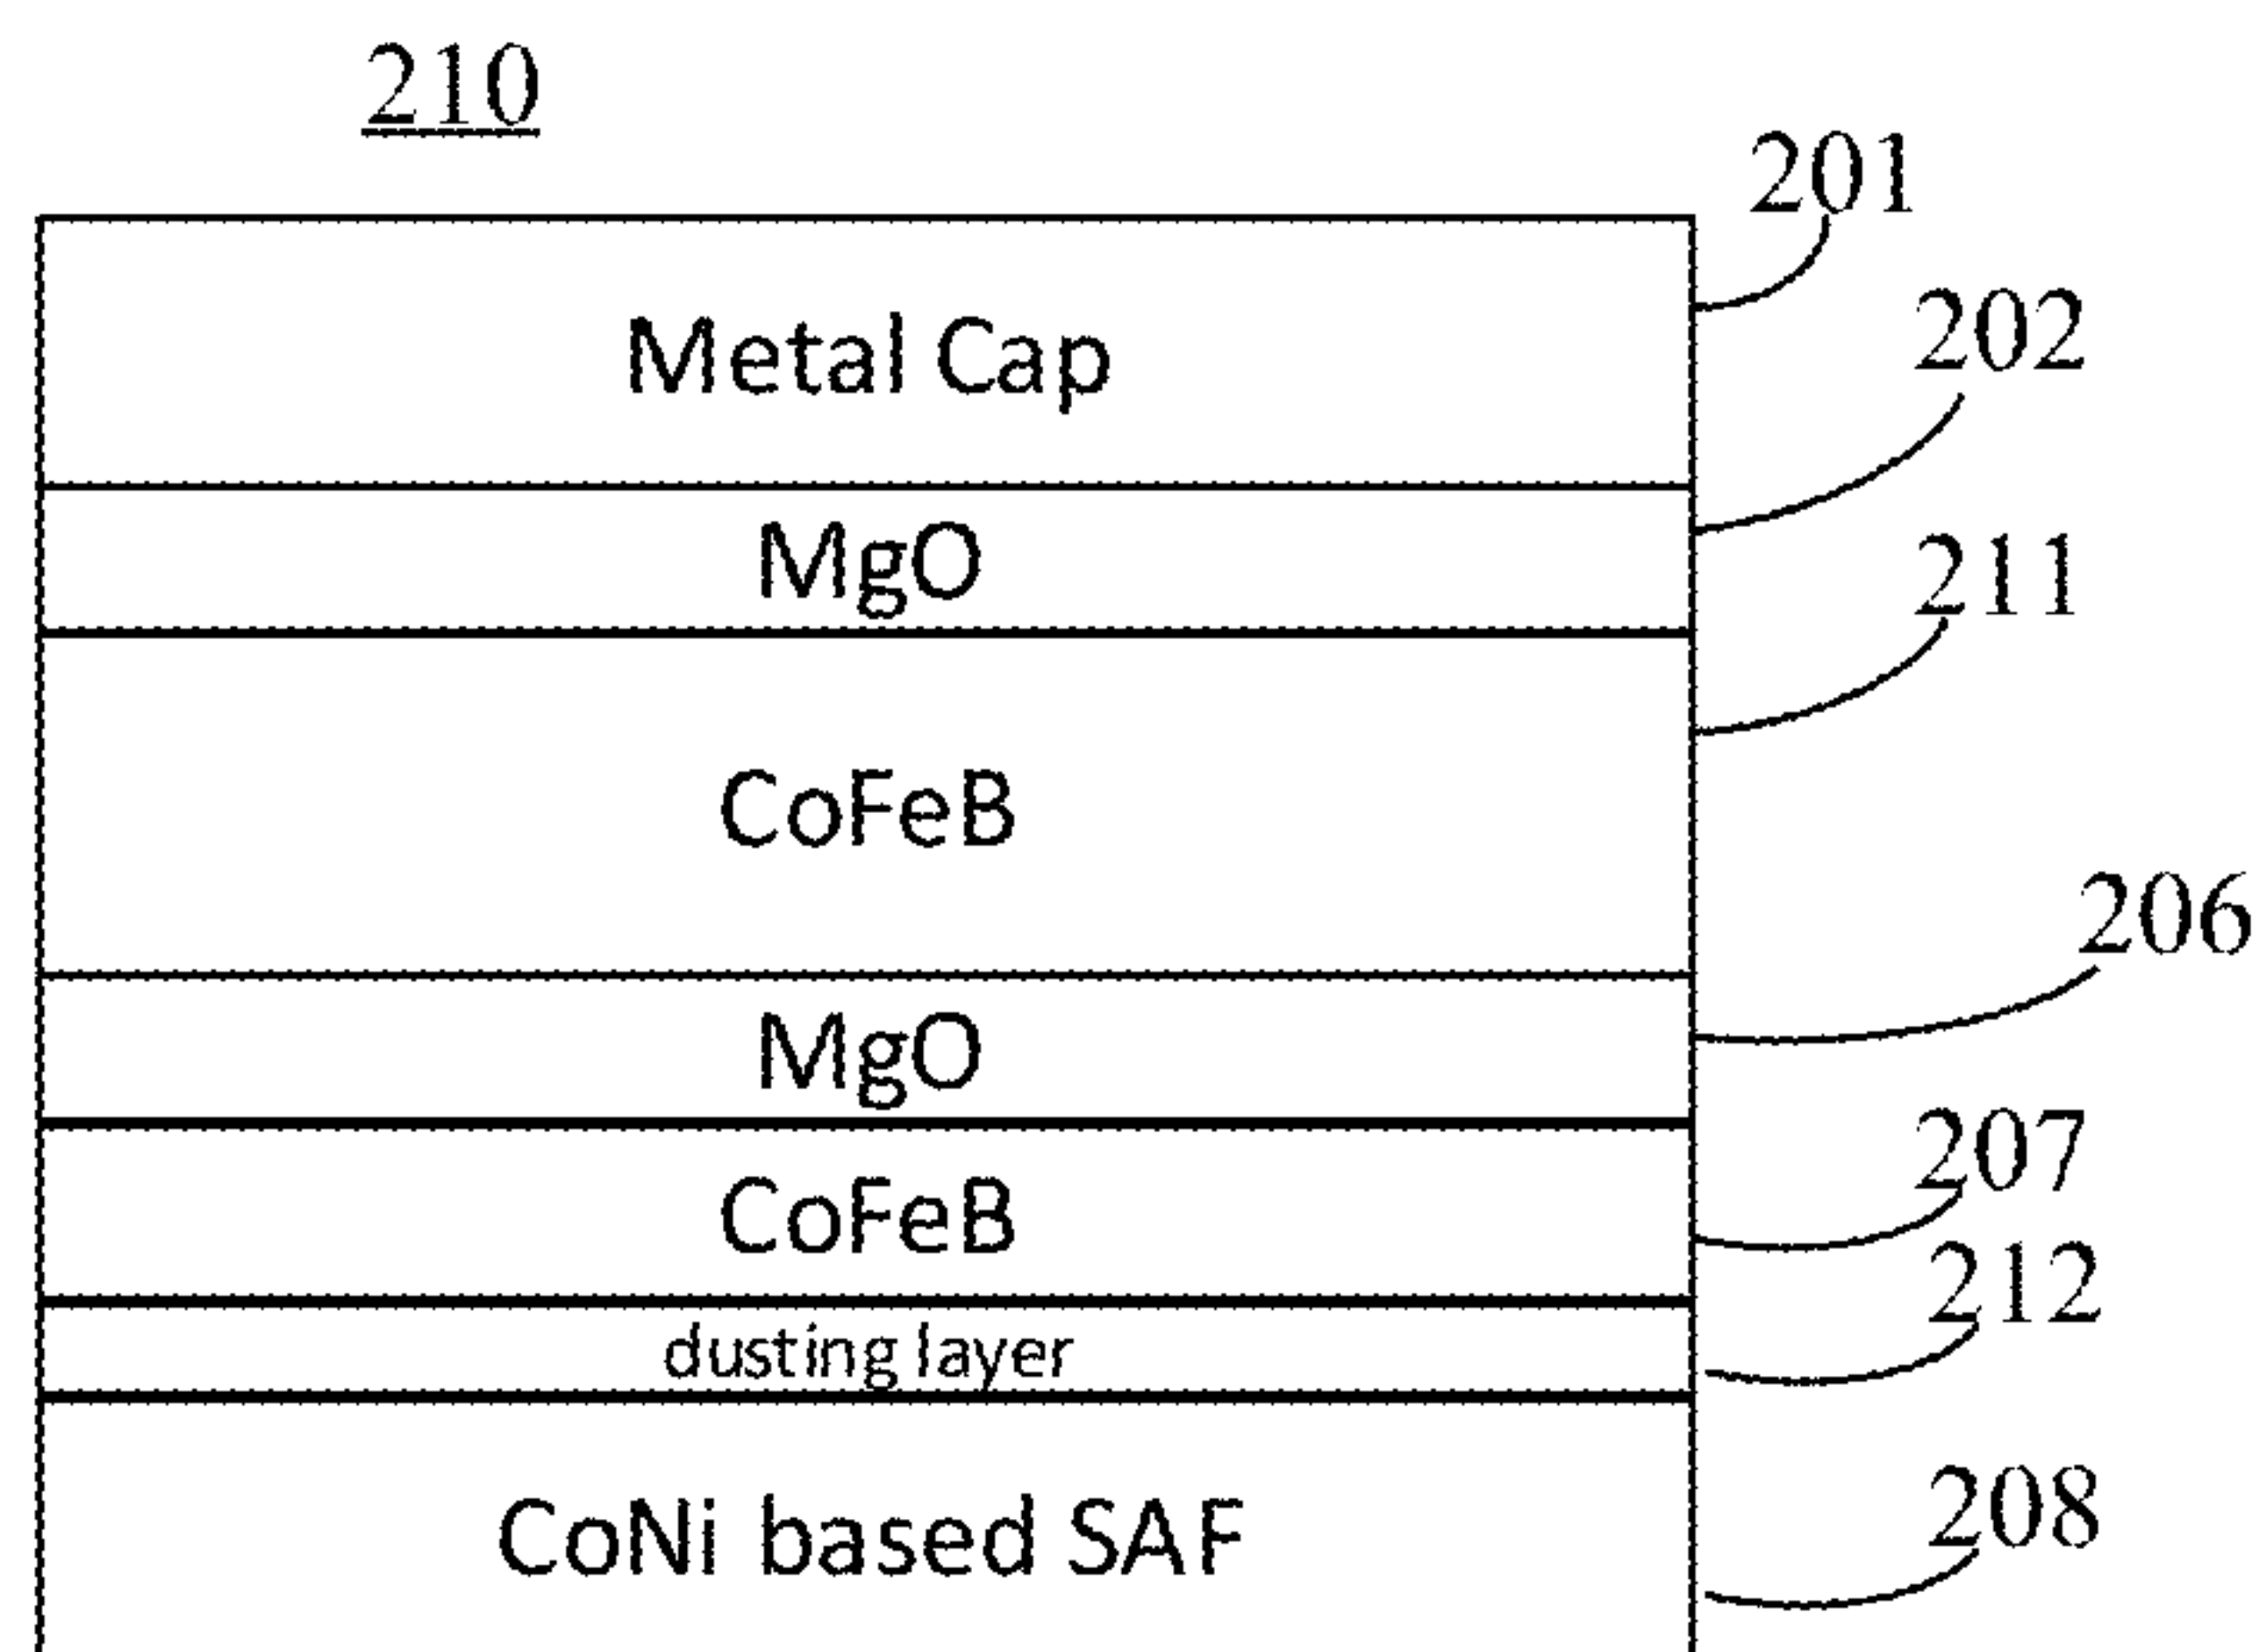 210
201
Metal Cap
202
MgO
211
CoFeB
206
MgO
207
CoFeB
212
dusting layer
208
CoNi based SAF